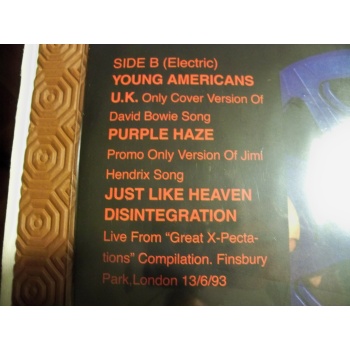 SIDE B (Electric)
YOUNG AMERICANS
U.K. Only Cover Version Of
David Bowie Song
PURPLE HAZE
Promo Only Version Of Jimi
Hendrix Song
JUST LIKE HEAVEN
DISINTEGRATION
Live From "Great X-Pecta-
tions" Compilation. Finsbury
Park.London 13/6/93